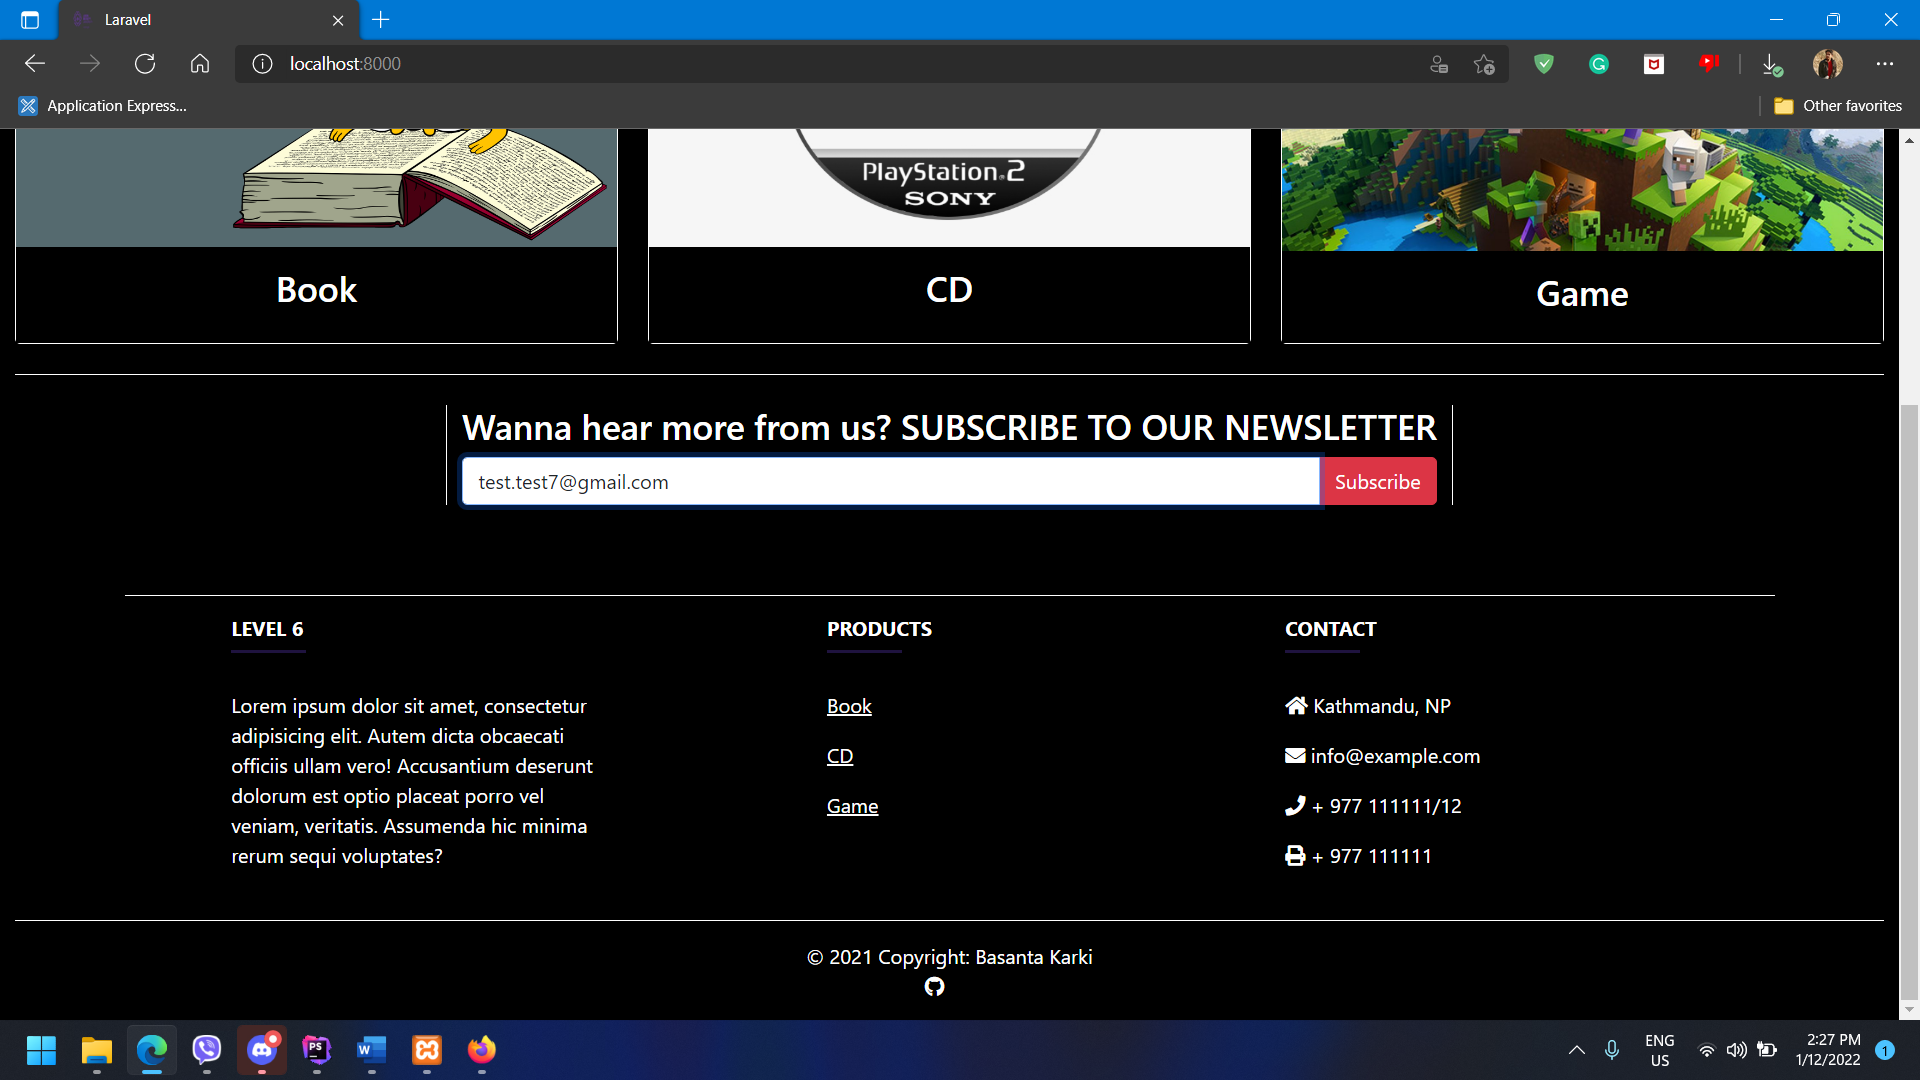 Laravel
localhost:8000
Application Express...
Other favorites
PlayStation®2
SONY
Book
CD
Game
Wanna hear more from us? SUBSCRIBE TO OUR NEWSLETTER
test.test7@gmail.com
Subscribe
LEVEL 6
Lorem ipsum dolor sit amet, consectetur
adipisicing elit. Autem dicta obcaecati
officiis ullam vero! Accusantium deserunt
dolorum est optio placeat porro vel
veniam, veritatis. Assumenda hic minima
rerum sequi voluptates?
PRODUCTS
Book
CD
Game
CONTACT
Kathmandu, NP
info@example.com
+ 977 111111/12
+ 977 111111
© 2021 Copyright: Basanta Karki
PS
W
ENG
US
2:27 PM
1/12/2022
1